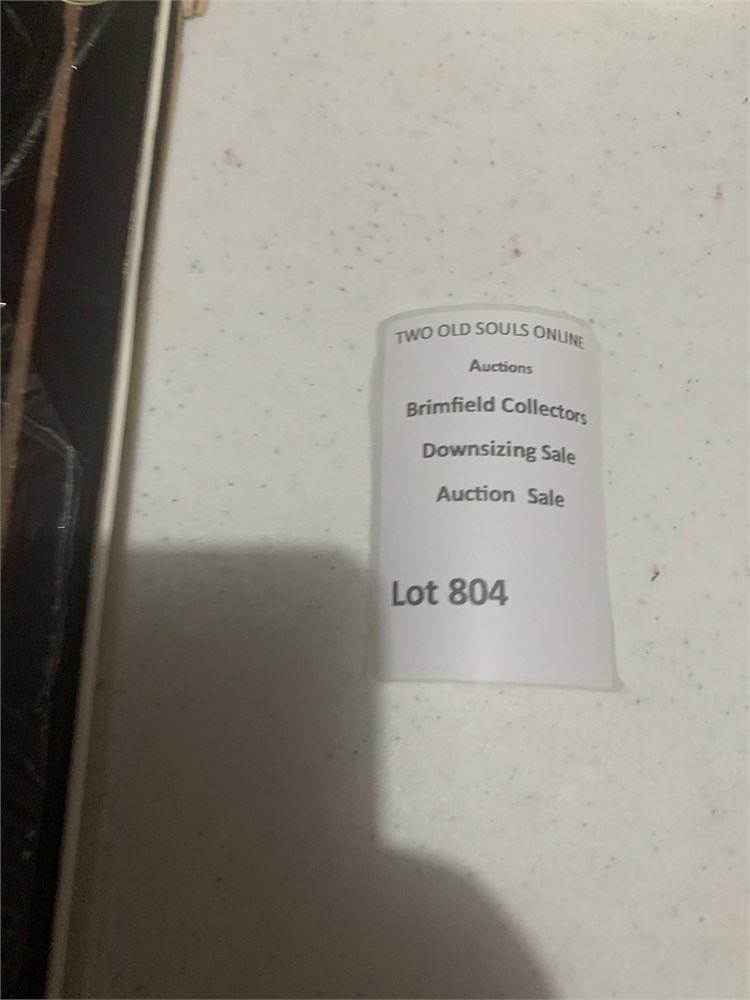 TWO OLD SOULS ONLINE
Auctions
Brimfield Collectors
Downsizing Sale
Auction Sale
Lot 804